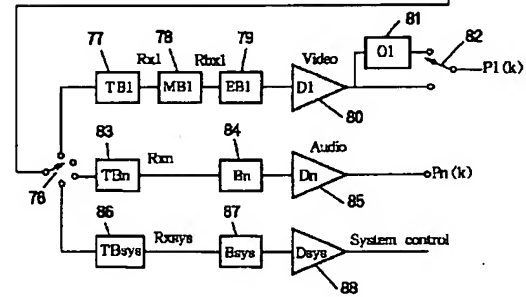 81
82
77
78
79
Rx1
Rbx1
Video
O1
TB1
MB1
EB1
D1
P1(k)
80
83
84
Audio
Rxn
TBn
Bn
Dn
Pn(k)
76
85
86
87
Rxsys
System control
TBsys
Bsys
Dsys
88